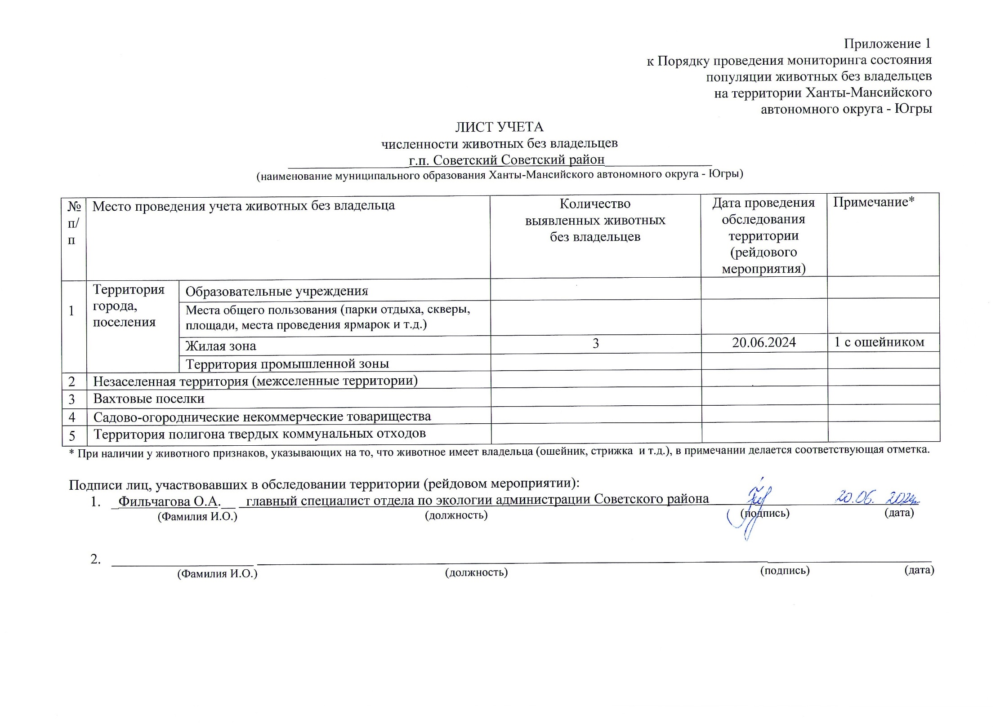 Приложение 1
к Порядку проведения мониторинга состояния
популяции животных без владельцев
на территории Ханты-Мансийского
автономного округа - Югры
ЛИСТ УЧЕТА
численности животных без владельцев
г.п. Советский Советский район
(наименование муниципального образования Ханты-Мансийского автономного округа - Югры)
№ п/п
Место проведения учета животных без владельца
Количество
выявленных животных
без владельцев
Дата проведения
обследования
территории
(рейдового
мероприятия)
Примечание*
1
Территория
города,
поселения
Образовательные учреждения
Места общего пользования (парки отдыха, скверы,
площади, места проведения ярмарок и т.д.)
Жилая зона 3 20.06.2024 1 с ошейником
Территория промышленной зоны
2 Незаселенная территория (межселенные территории)
3 Вахтовые поселки
4 Садово-огороднические некоммерческие товарищества
5 Территория полигона твердых коммунальных отходов
* При наличии у животного признаков, указывающих на то, что животное имеет владельца (ошейник, стрижка и т.д.), в примечании делается соответствующая отметка.
Подписи лиц, участвовавших в обследовании территории (рейдовом мероприятии):
1. Фильчагова О.А. главный специалист отдела по экологии администрации Советского района 20.06. 2024
(Фамилия И.О.) (должность) (подпись) (дата)
2.
(Фамилия И.О.) (должность) (подпись) (дата)